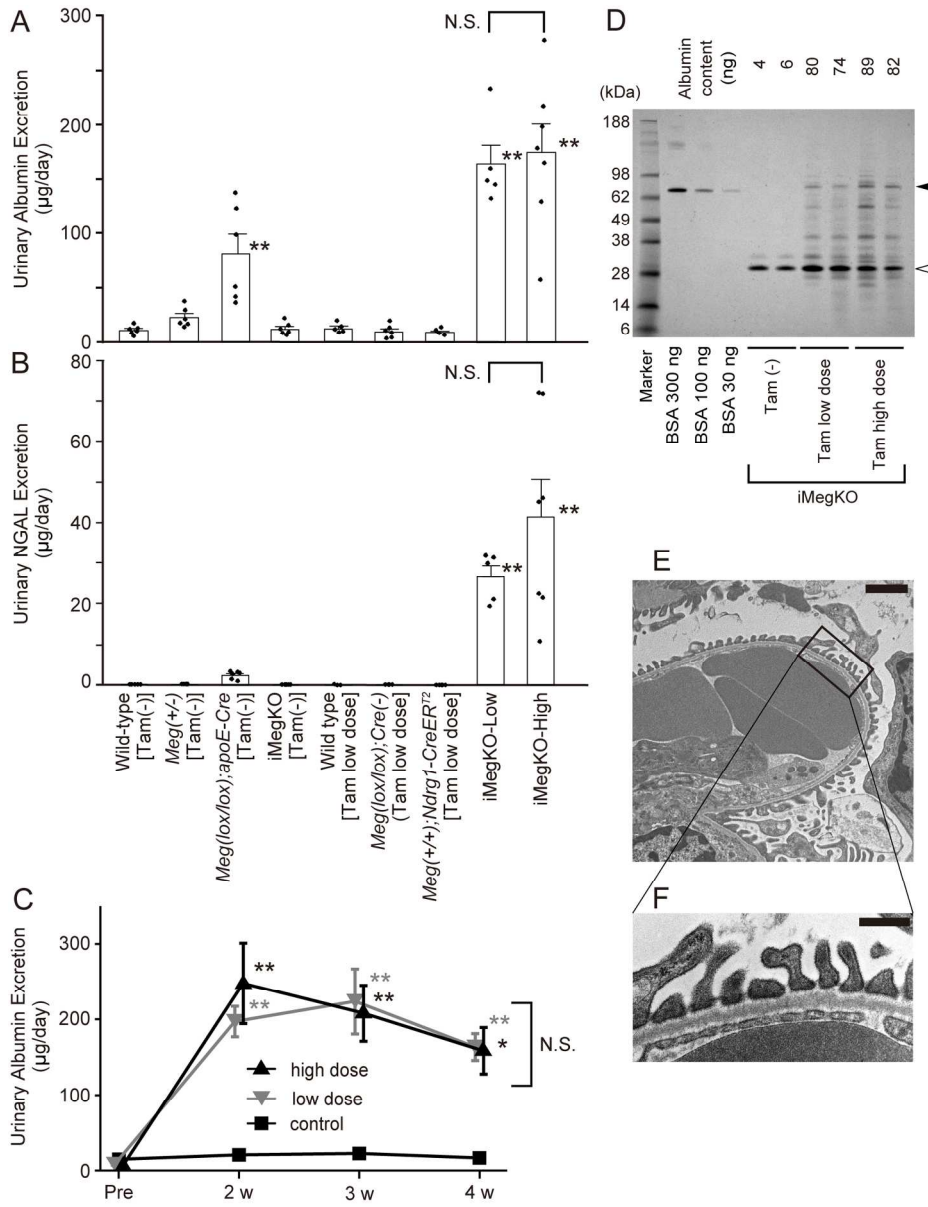 A
Urinary Albumin Excretion
(µg/day)
300
200
100
0
N.S.
**
**
**
B
Urinary NGAL Excretion
(µg/day)
80
60
40
20
0
N.S.
**
**
Wild-type
[Tam(-)]
Meg(+/-)
[Tam(-)]
Meg(lox/lox);apoE-Cre
[Tam(-)]
iMegKO
[Tam(-)]
Wild type
[Tam low dose]
Meg(lox/lox);Cre(-)
(Tam low dose]
Meg(+/+);Ndrg1-CreERT2
[Tam low dose]
iMegKO-Low
iMegKO-High
C
Urinary Albumin Excretion
(µg/day)
300
200
100
0
**
**
**
**
**
*
N.S.
high dose
low dose
control
Pre
2 w
3 w
4 w
D
Albumin
content
(ng)
4
6
80
74
89
82
(kDa)
188
98
62
49
38
28
14
6
Marker
BSA 300 ng
BSA 100 ng
BSA 30 ng
Tam (-)
Tam low dose
Tam high dose
iMegKO
E
F